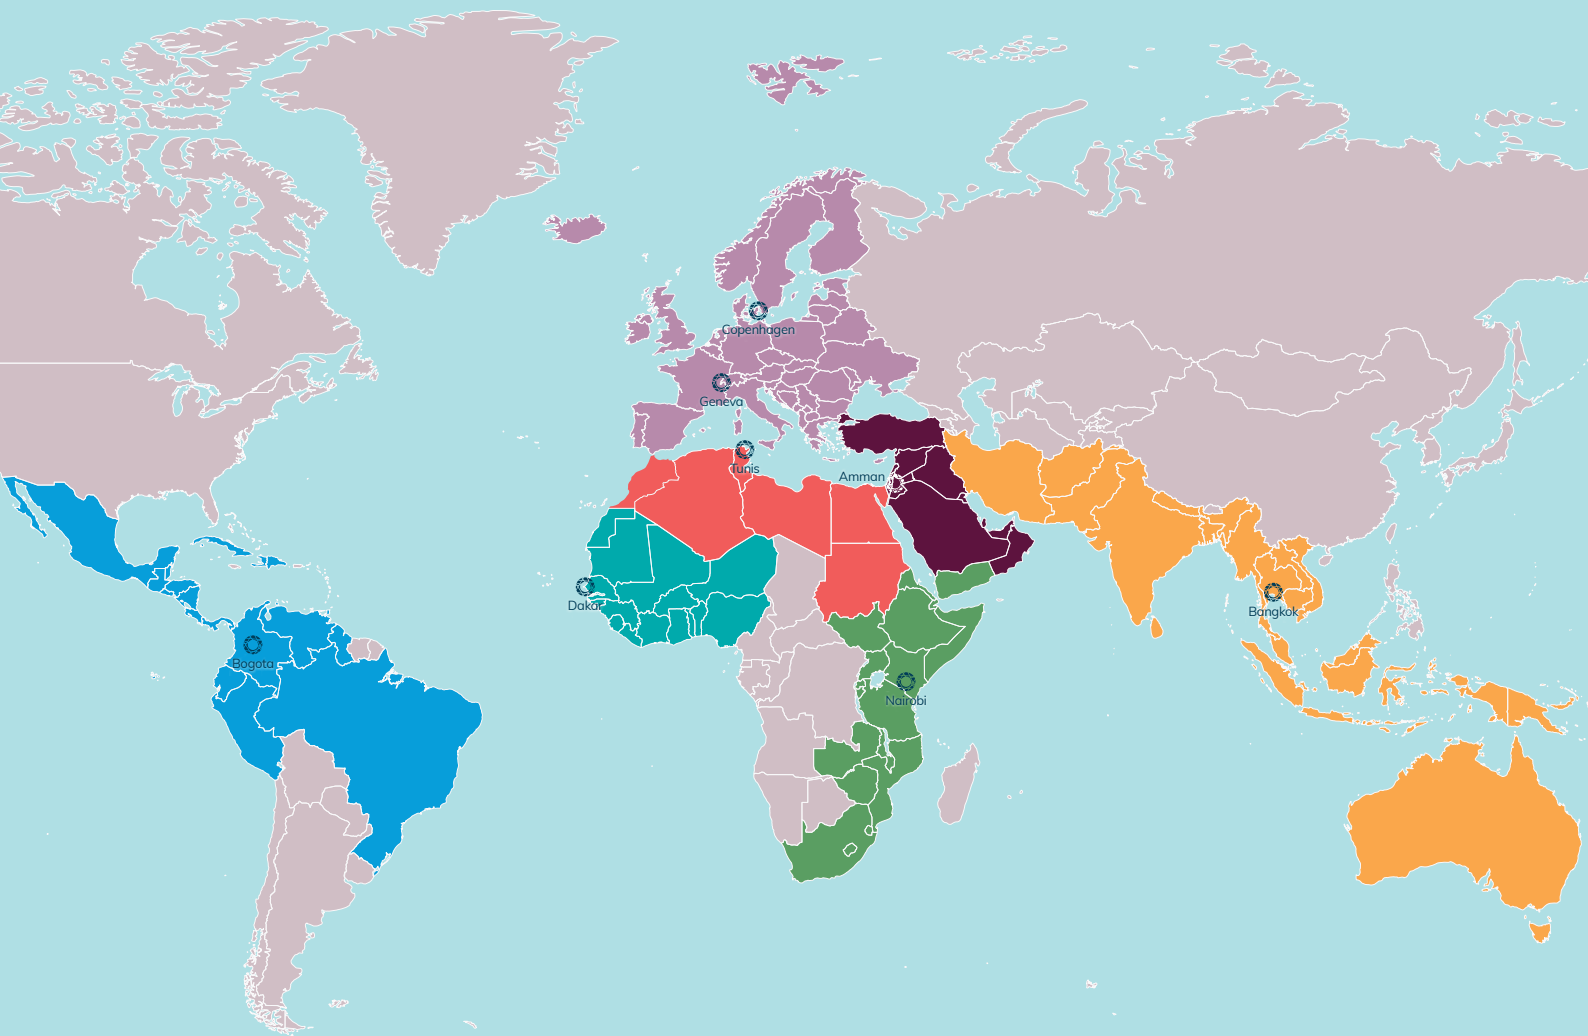 Copenhagen
Geneva
Tunis
Amman
Dakar
Bangkok
Bogota
Nairobi